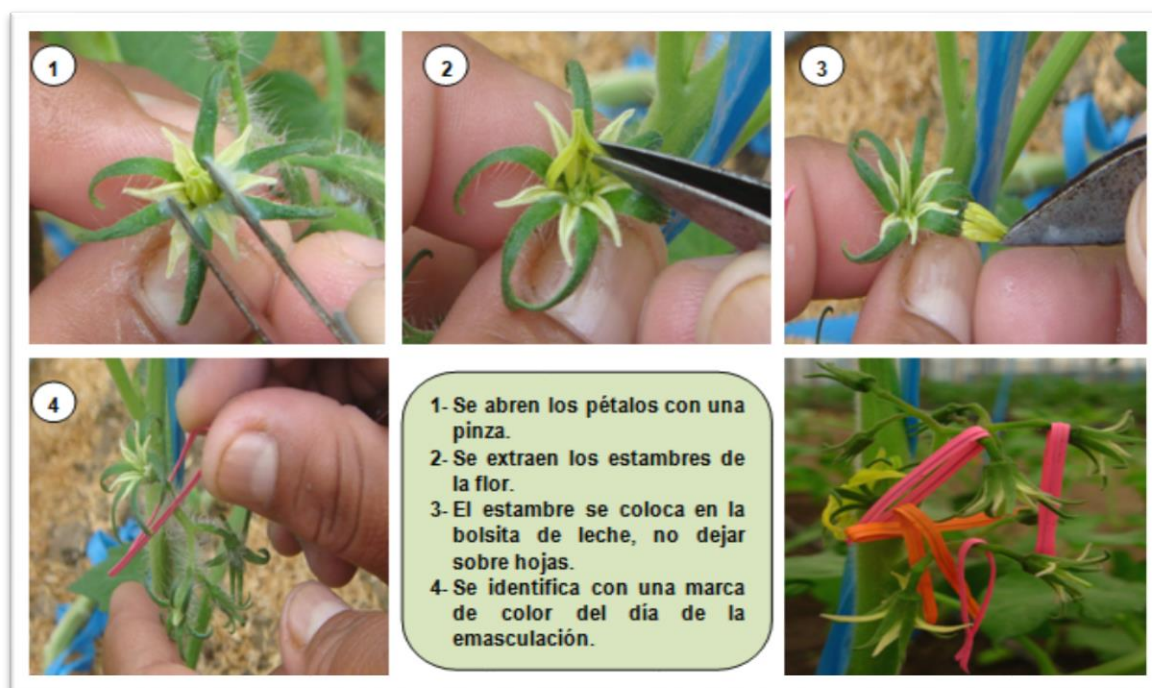 1
2
3
4
1- Se abren los pétalos con una
pinza.
2- Se extraen los estambres de
la flor.
3- El estambre se coloca en la
bolsita de leche, no dejar
sobre hojas.
4- Se identifica con una marca
de color del día de la
emasculación.